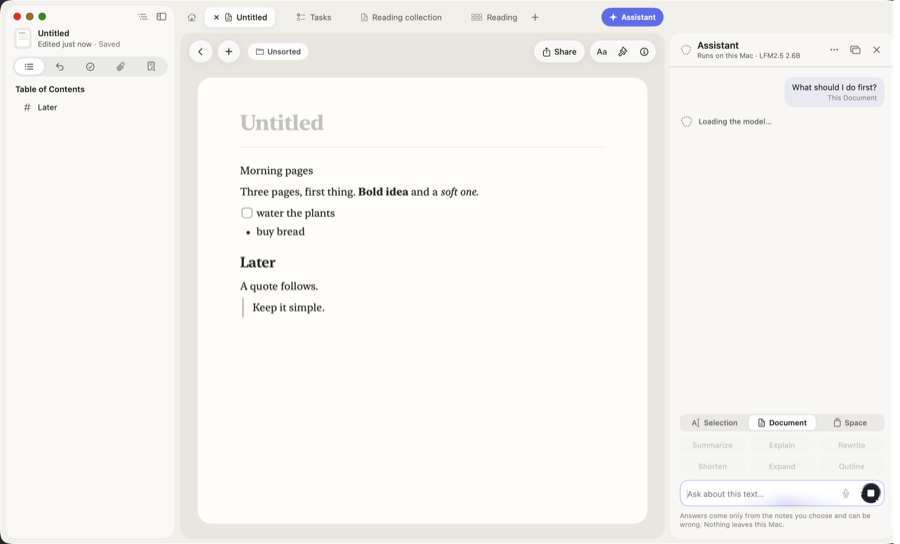 Untitled
Edited just now · Saved
Table of Contents
# Later
Untitled
Tasks
Reading collection
Reading
Assistant
Unsorted
Share
Aa
Untitled
Morning pages
Three pages, first thing. Bold idea and a soft one.
water the plants
• buy bread
Later
A quote follows.
Keep it simple.
Assistant
Runs on this Mac · LFM2.5 2.6B
What should I do first?
This Document
Loading the model...
Selection
Document
Space
Summarize
Explain
Rewrite
Shorten
Expand
Outline
Ask about this text...
Answers come only from the notes you choose and can be
wrong. Nothing leaves this Mac.